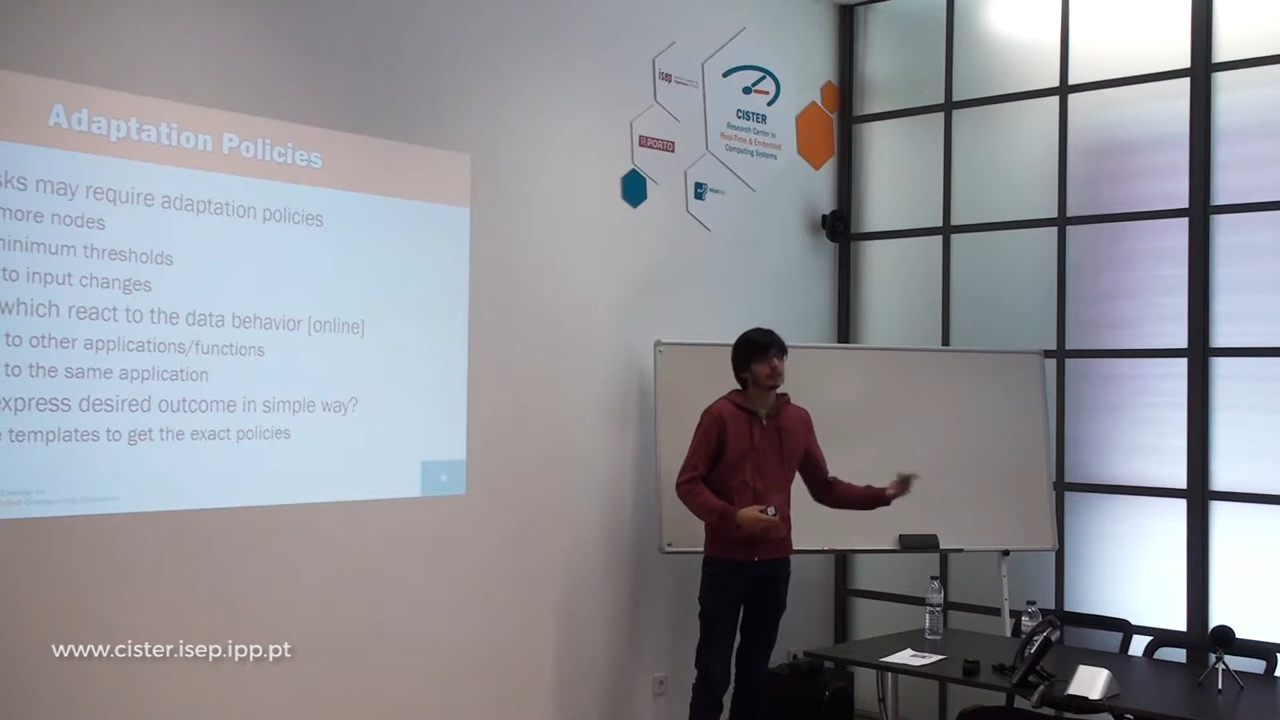 Adaptation Policies
sks may require adaptation policies
more nodes
minimum thresholds
to input changes
which react to the data behavior [online]
to other applications/functions
to the same application
express desired outcome in simple way?
templates to get the exact policies
isep
CISTER
Research Center in
Real-Time & Embedded
Computing Systems
P.PORTO
www.cister.isep.ipp.pt